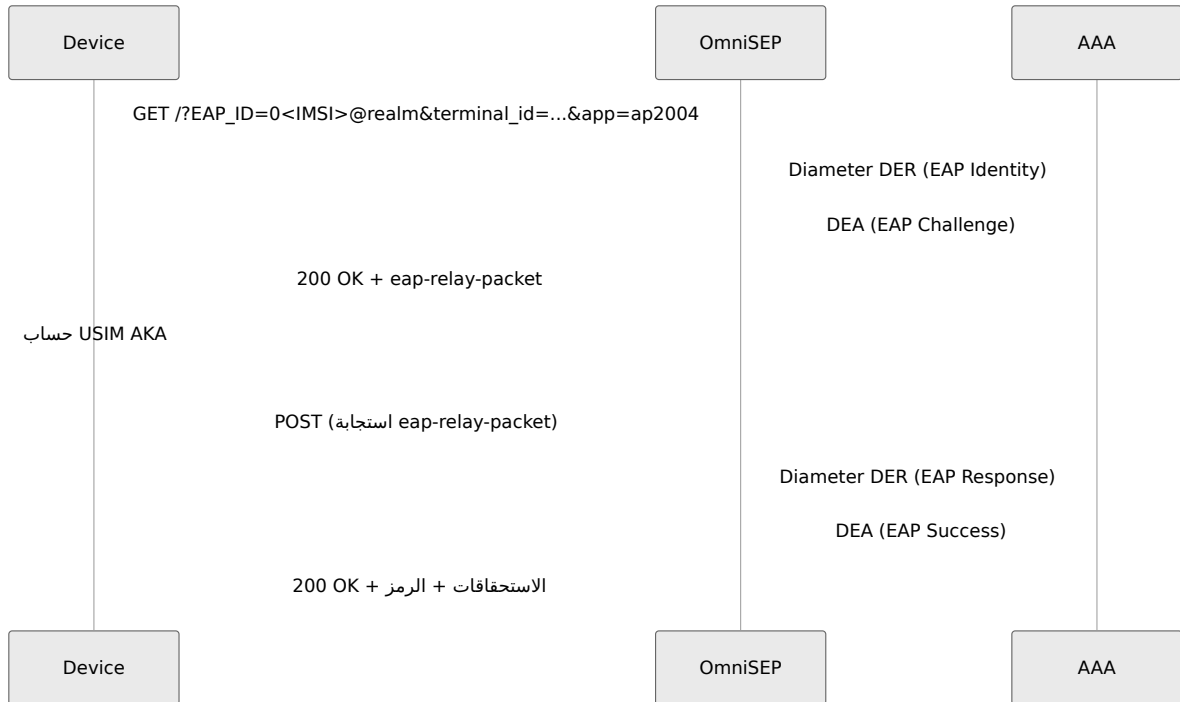 Device
OmniSEP
AAA
GET /?EAP_ID=0<IMSI>@realm&terminal_id=...&app=ap2004
Diameter DER (EAP Identity)
DEA (EAP Challenge)
200 OK + eap-relay-packet
حساب USIM AKA
POST (استجابة eap-relay-packet)
Diameter DER (EAP Response)
DEA (EAP Success)
200 OK + الاستحقاقات + الرمز
Device
OmniSEP
AAA